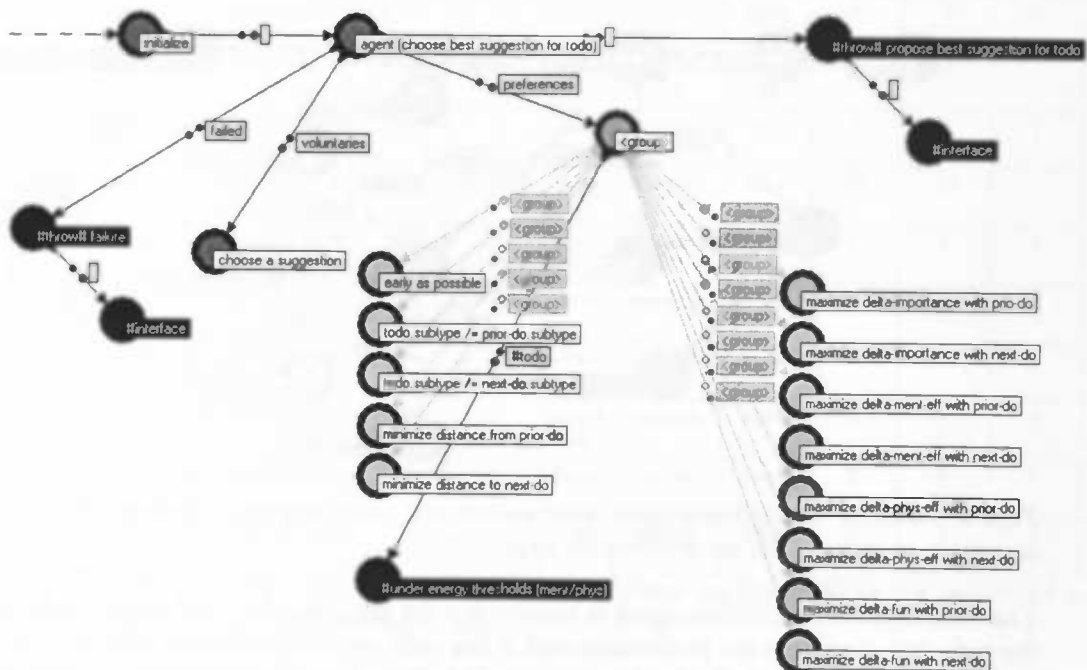 initialize
agent (choose best suggestion for todo)
#throw# propose best suggestion for todo
preferences
failed
voluntaries
<group>
#interface
<group>
<group>
<group>
<group>
<group>
<group>
<group>
<group>
<group>
<group>
<group>
<group>
<group>
#throw# failure
choose a suggestion
early as possible
maximize delta-importance with prio-do
#interface
todo.subtype /= prior-do.subtype
#todo
maximize delta-importance with next-do
todo.subtype /= next-do.subtype
maximize delta-ment-eff with prior-do
minimize distance from prior-do
maximize delta-ment-eff with next-do
minimize distance to next-do
maximize delta-phys-eff with prior-do
maximize delta-phys-eff with next-do
#under energy thresholds (ment/phys)
maximize delta-fun with prior-do
maximize delta-fun with next-do